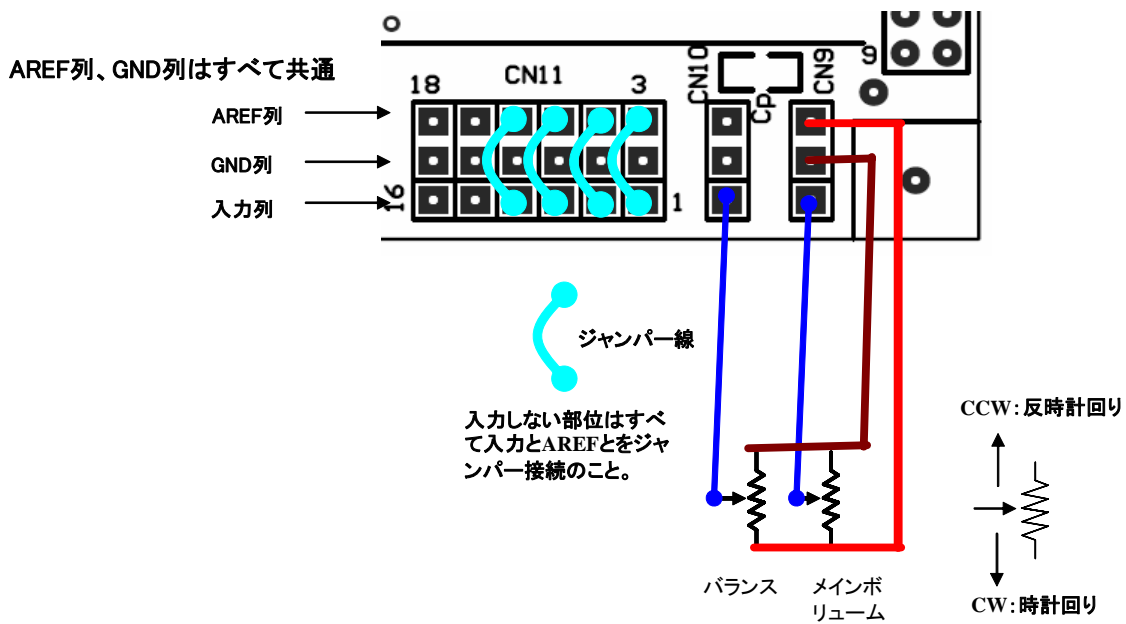 AREF列、GND列はすべて共通
AREF列
GND列
入力列
18
CN11
3
16
1
CN10
CP
CN9
9
ジャンパー線
入力しない部位はすべ
て入力とAREFとをジャ
ンパー接続のこと。
CCW:反時計回り
CW:時計回り
バランス
メインボ
リューム